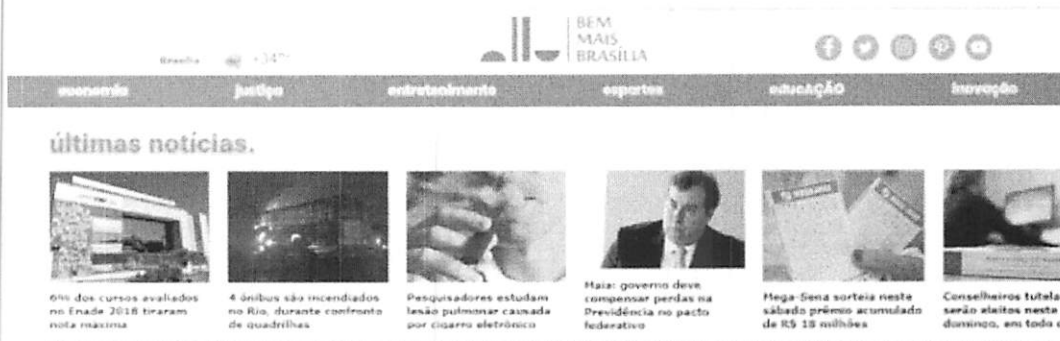 BEM
MAIS
BRASÍLIA
Brasília +34°
economia justiça entretenimento esportes educAÇÃO inovação
últimas notícias.
6% dos cursos avaliados
no Enade 2018 tiraram
nota máxima
4 ônibus são incendiados
no Rio, durante confronto
de quadrilhas
Pesquisadores estudam
lesão pulmonar causada
por cigarro eletrônico
Maia: governo deve
compensar perdas na
Previdência no pacto
federativo
Mega-Sena sorteia neste
sábado prêmio acumulado
de R$ 18 milhões
Conselheiros tutela
serão eleitos neste
domingo, em todo